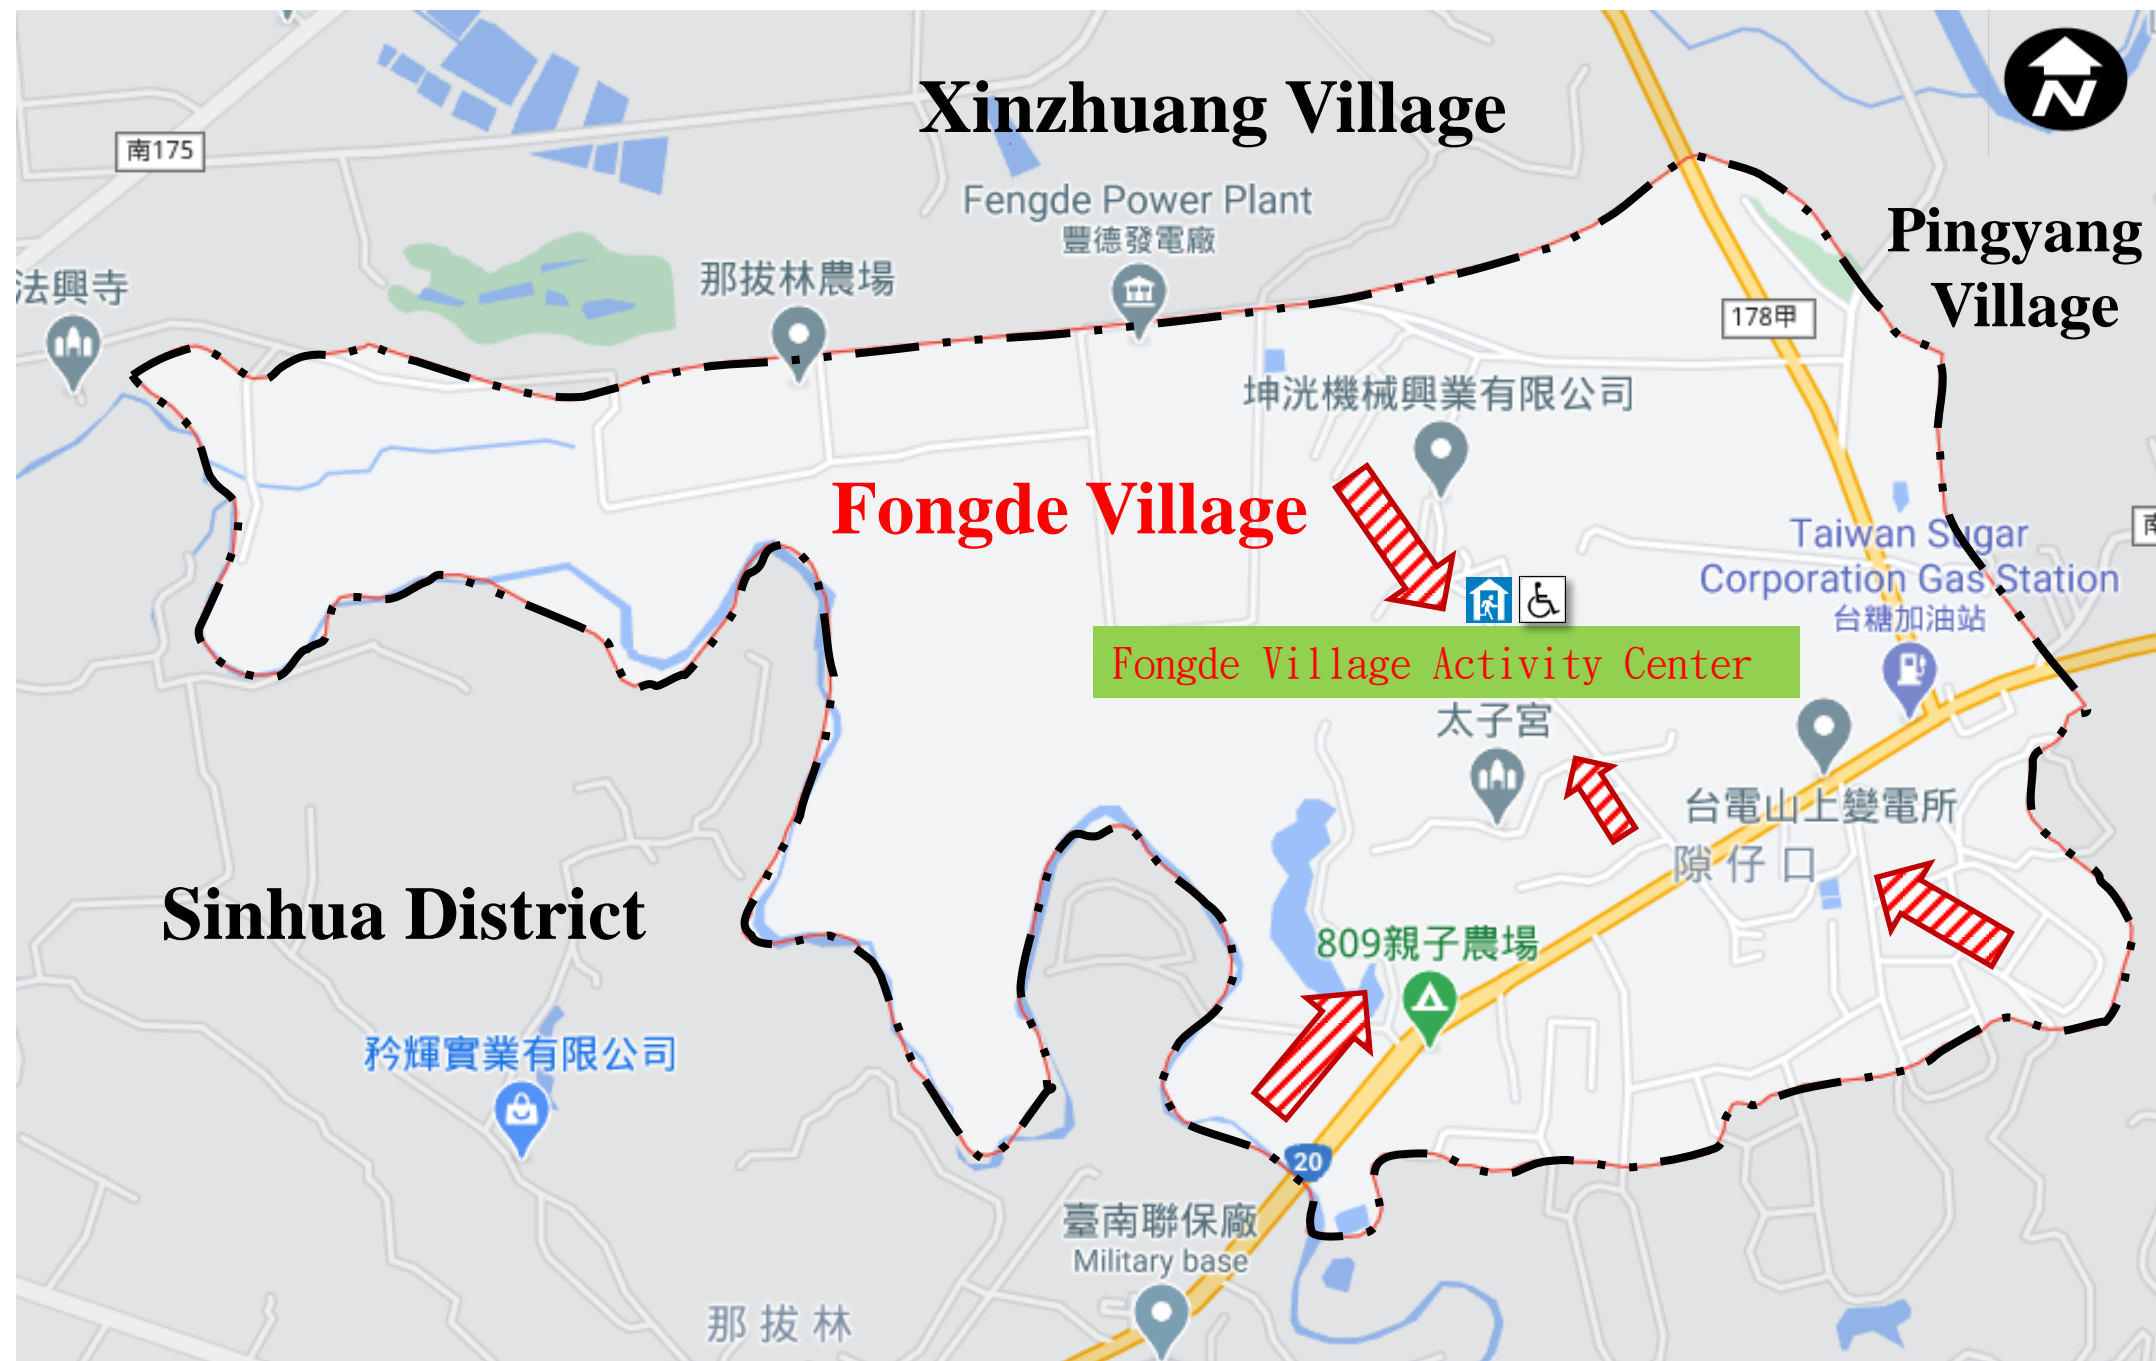 Xinzhuang Village
南175
Fengde Power Plant
豐德發電廠
Pingyang
Village
法興寺
那拔林農場
178甲
坤洸機械興業有限公司
Fongde Village
Taiwan Sugar
Corporation Gas Station
台糖加油站
南
Fongde Village Activity Center
太子宮
台電山上變電所
隙仔口
Sinhua District
809親子農場
矜輝實業有限公司
20
臺南聯保廠
Military base
那拔林
N